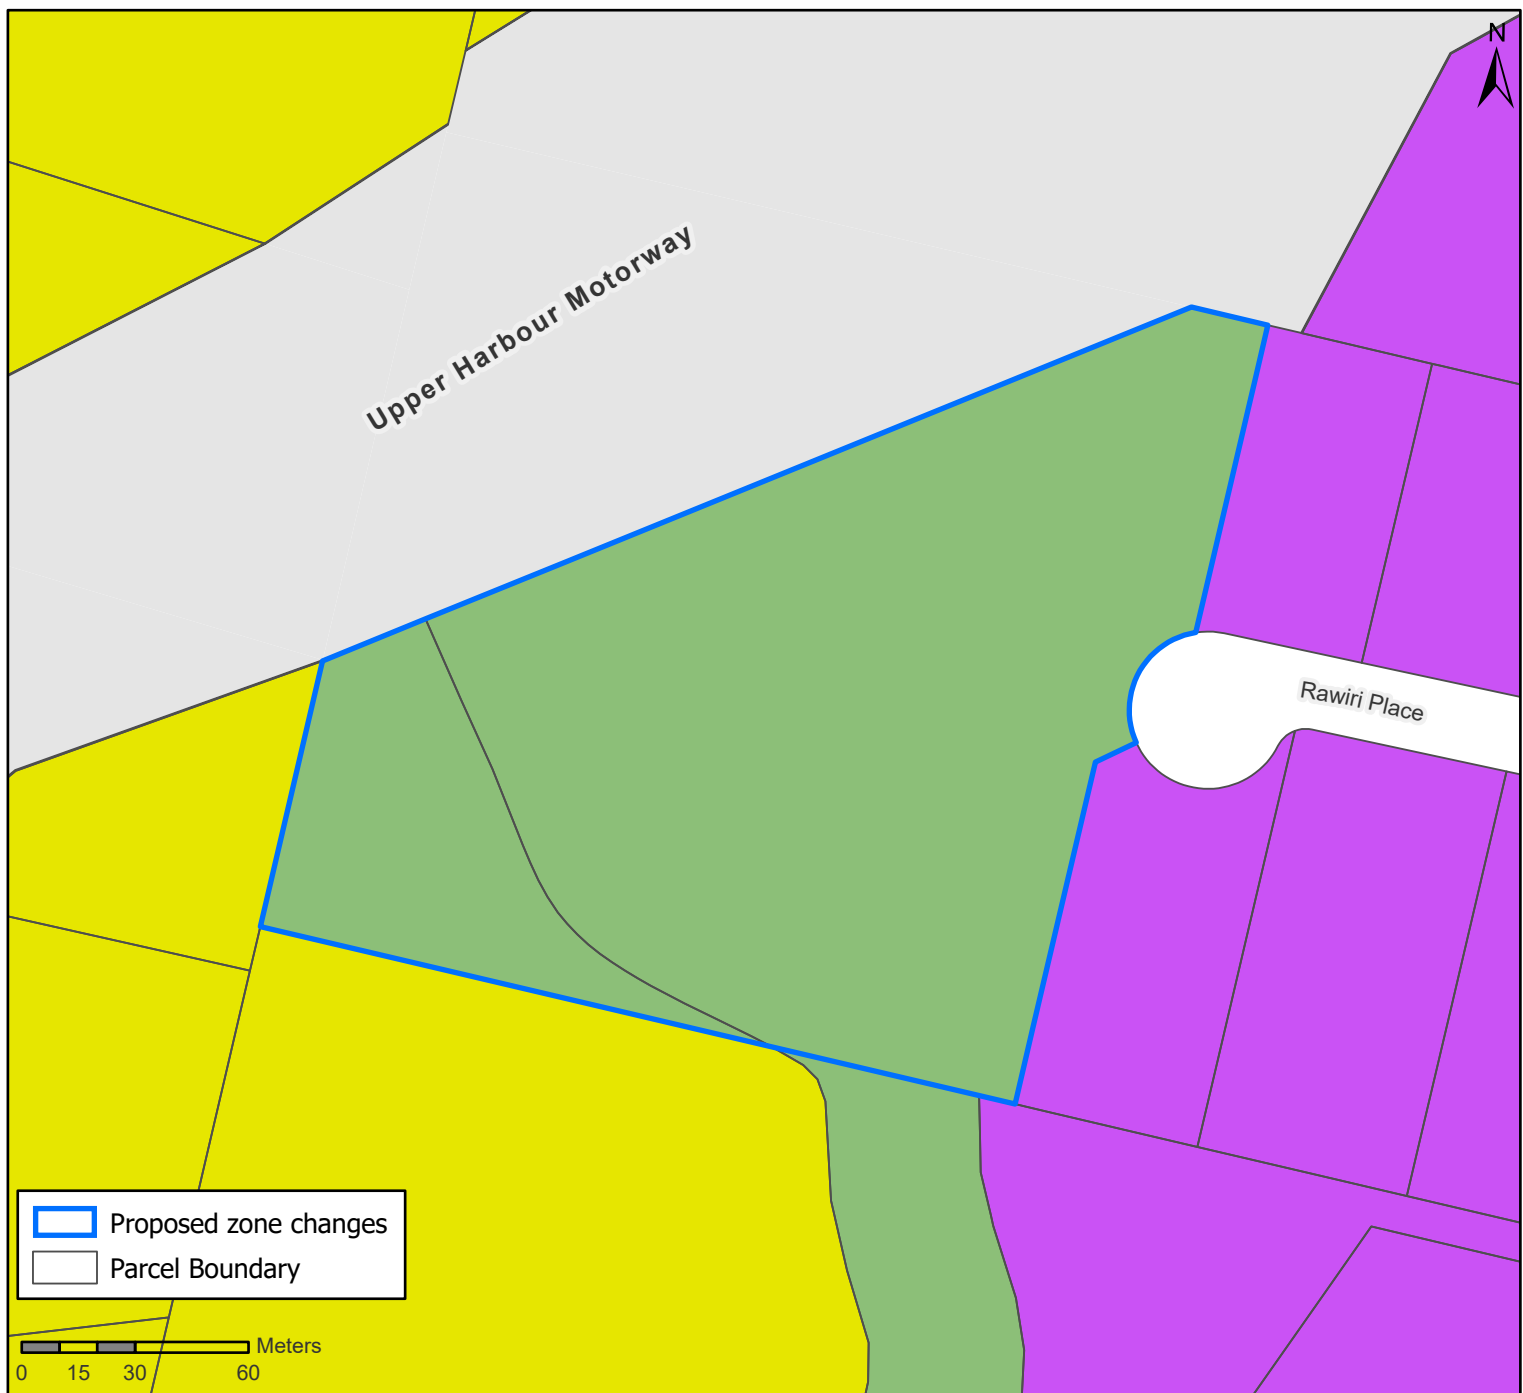 N
Upper Harbour Motorway
Rawiri Place
Proposed zone changes
Parcel Boundary
Meters
0 15 30 60